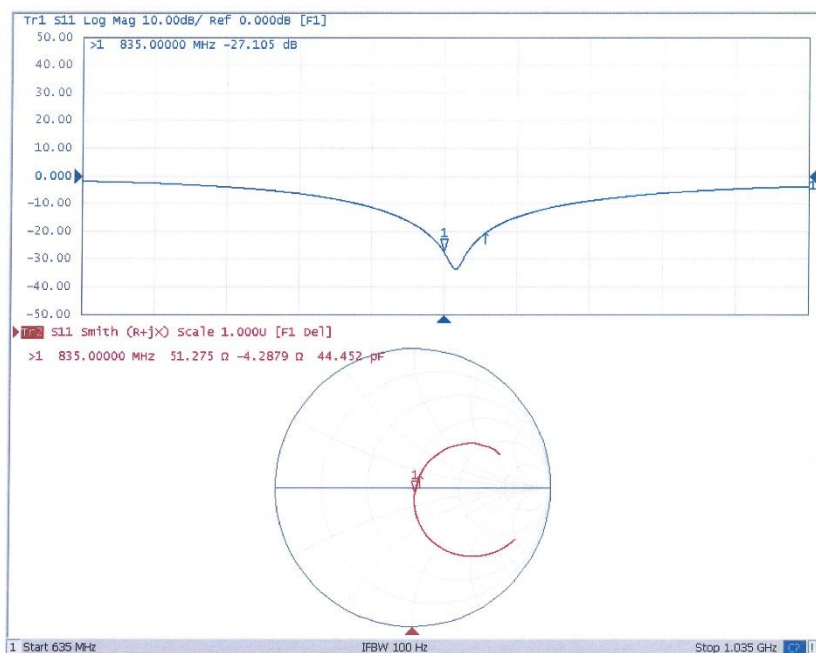 Tr1 S11 Log Mag 10.00dB/ Ref 0.000dB [F1]
50.00
>1 835.00000 MHz -27.105 dB
40.00
30.00
20.00
10.00
0.000
1
-10.00
-20.00
1
-30.00
-40.00
-50.00
Tr2 S11 Smith (R+jX) Scale 1.000U [F1 Del]
>1 835.00000 MHz 51.275 Ω -4.2879 Ω 44.452 pF
1
1 Start 635 MHz IFBW 100 Hz Stop 1.035 GHz C? !